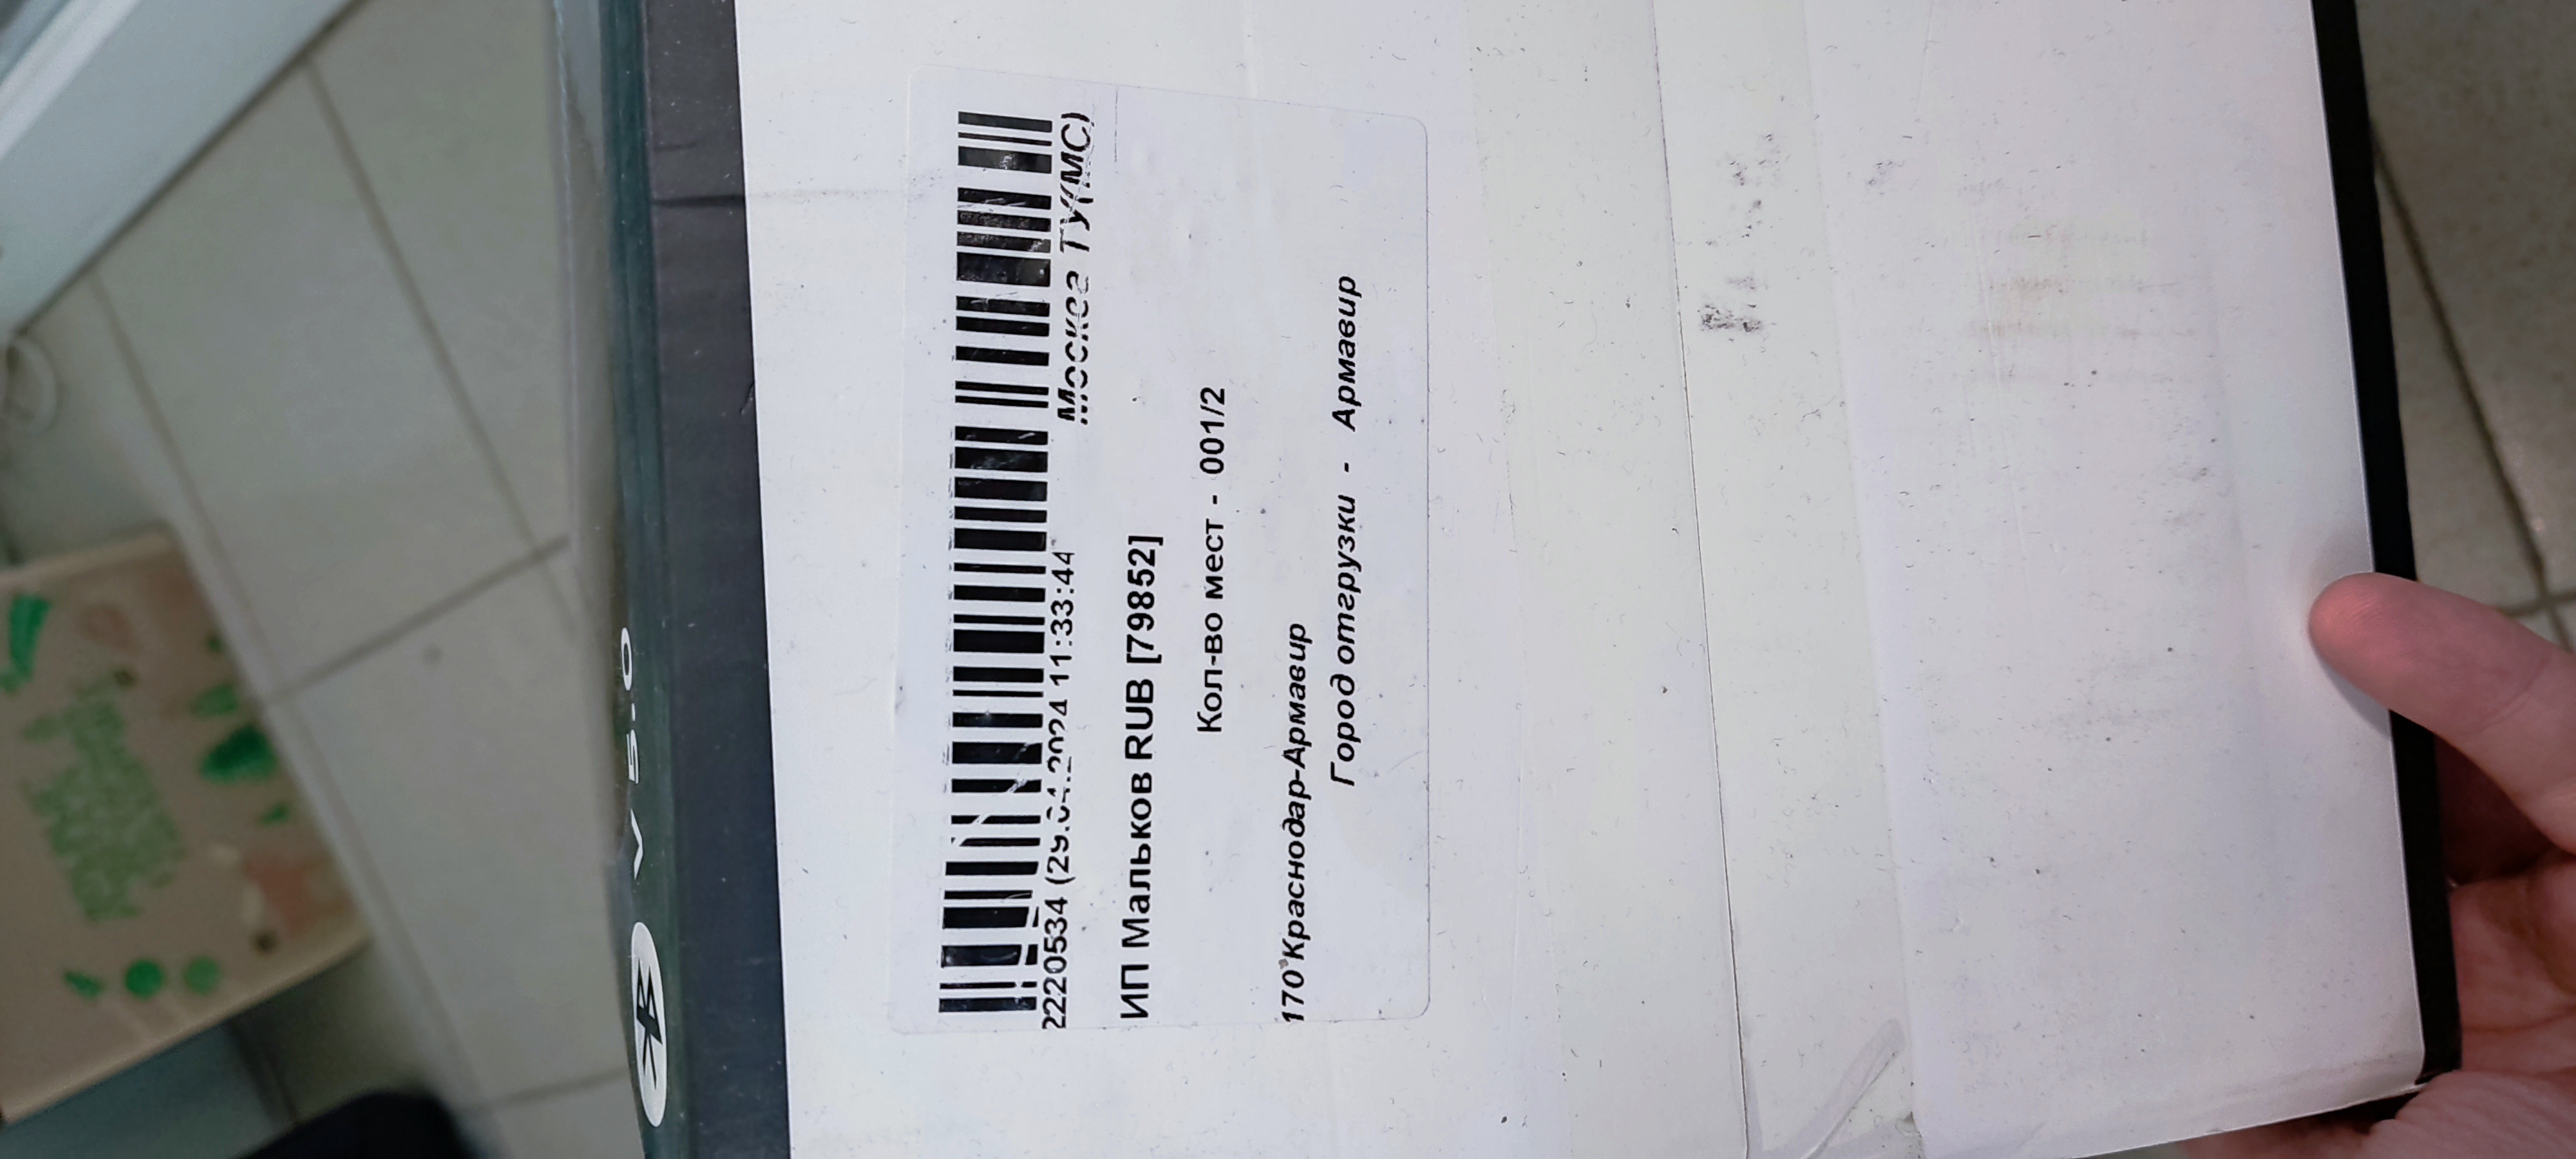 V 5.0
Москва ТУ(МС)
2220534 (29.04.2024 11:33:44
ИП Мальков RUB [79852]
Кол-во мест - 001/2
170 Краснодар-Армавир
Город отгрузки - Армавир